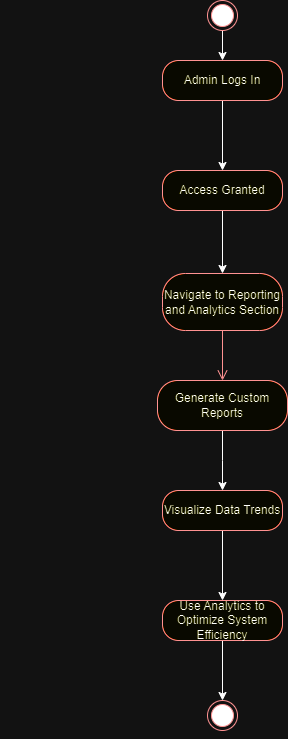 Admin Logs In
Access Granted
Navigate to Reporting
and Analytics Section
Generate Custom
Reports
Visualize Data Trends
Use Analytics to
Optimize System
Efficiency